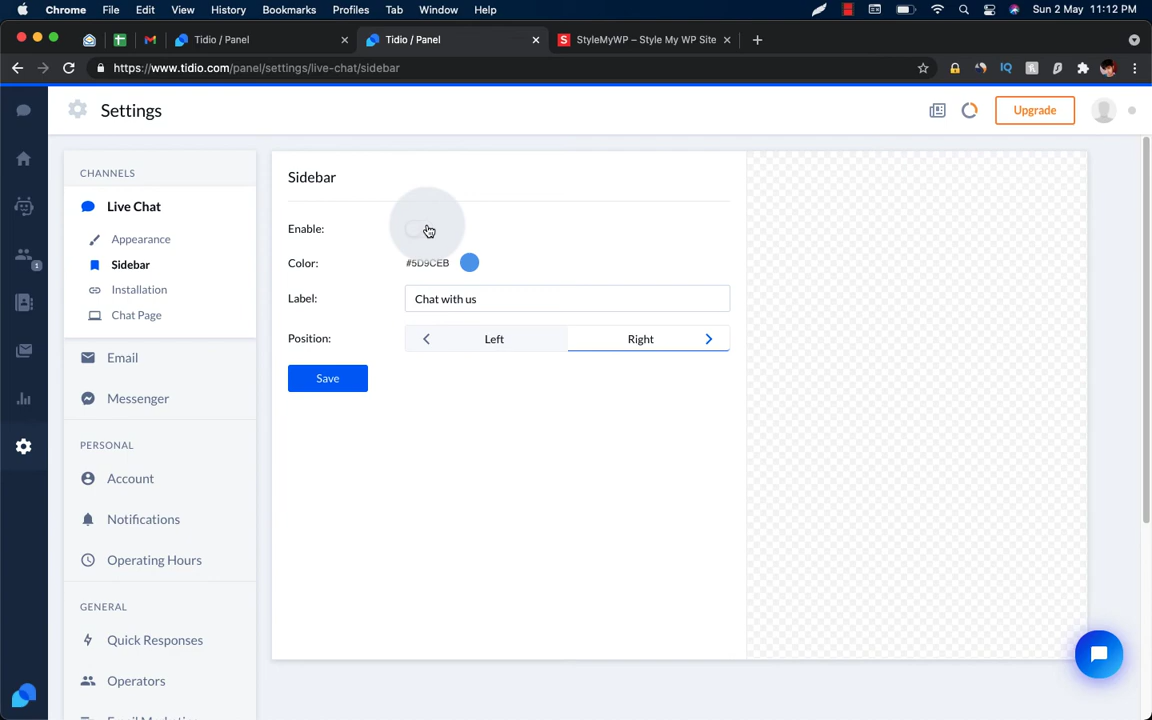 Chrome File Edit View History Bookmarks Profiles Tab Window Help Sun 2 May 11:12 PM
Tidio / Panel Tidio / Panel S StyleMyWP – Style My WP Site
https://www.tidio.com/panel/settings/live-chat/sidebar IQ
Settings Upgrade
CHANNELS
Live Chat
Appearance
Sidebar
Installation
Chat Page
Email
Messenger
PERSONAL
Account
Notifications
Operating Hours
GENERAL
Quick Responses
Operators
1
Sidebar
Enable:
Color: #5D9CEB
Label: Chat with us
Position: Left Right
Save